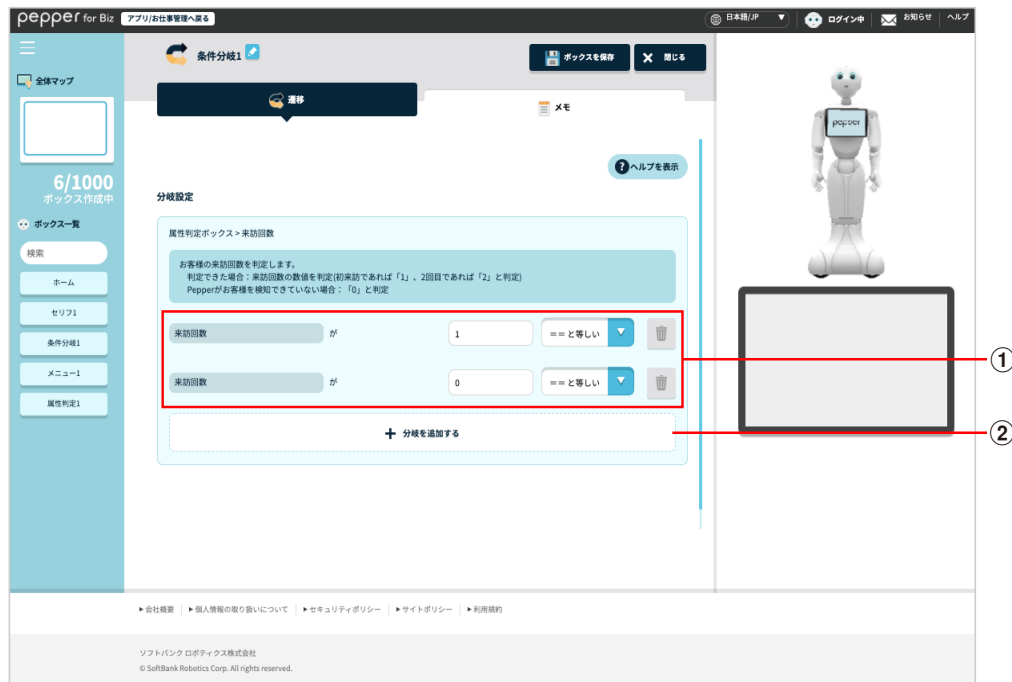 pepper for Biz アプリ/お仕事管理へ戻る 日本語/JP ▼ ログイン中 お知らせ ヘルプ
条件分岐1 ボックスを保存 × 閉じる
全体マップ
遷移 メモ
pepper
? ヘルプを表示
6/1000
ボックス作成中
分岐設定
ボックス一覧
属性判定ボックス > 来訪回数
検索
お客様の来訪回数を判定します。
判定できた場合：来訪回数の数値を判定(初来訪であれば「1」、2回目であれば「2」と判定)
Pepperがお客様を検知できていない場合：「0」と判定
ホーム
セリフ1
来訪回数 が 1 ==と等しい ▼
条件分岐1
①
メニュー1
来訪回数 が 0 ==と等しい ▼
属性判定1
＋ 分岐を追加する
②
▶会社概要 ▶個人情報の取り扱いについて ▶セキュリティポリシー ▶サイトポリシー ▶利用規約
ソフトバンク ロボティクス株式会社
© SoftBank Robotics Corp. All rights reserved.